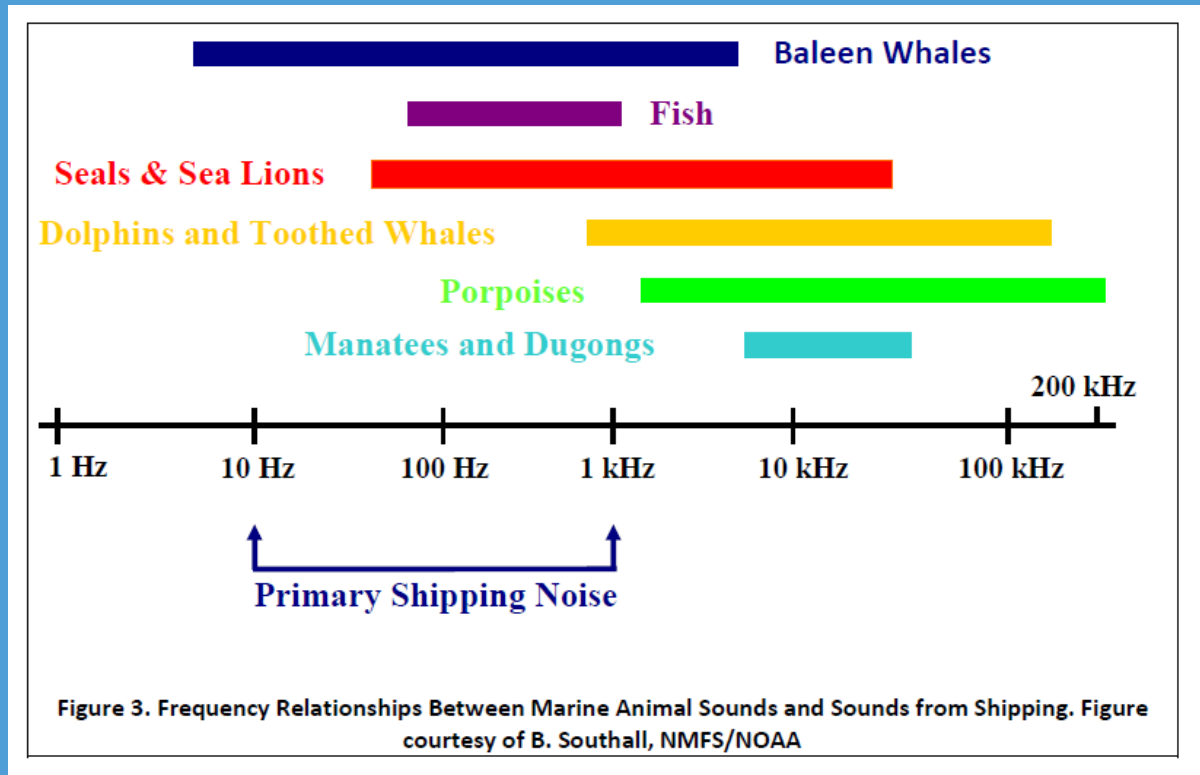 Baleen Whales
Fish
Seals & Sea Lions
Dolphins and Toothed Whales
Porpoises
Manatees and Dugongs
200 kHz
1 Hz
10 Hz
100 Hz
1 kHz
10 kHz
100 kHz
Primary Shipping Noise
Figure 3. Frequency Relationships Between Marine Animal Sounds and Sounds from Shipping. Figure
courtesy of B. Southall, NMFS/NOAA